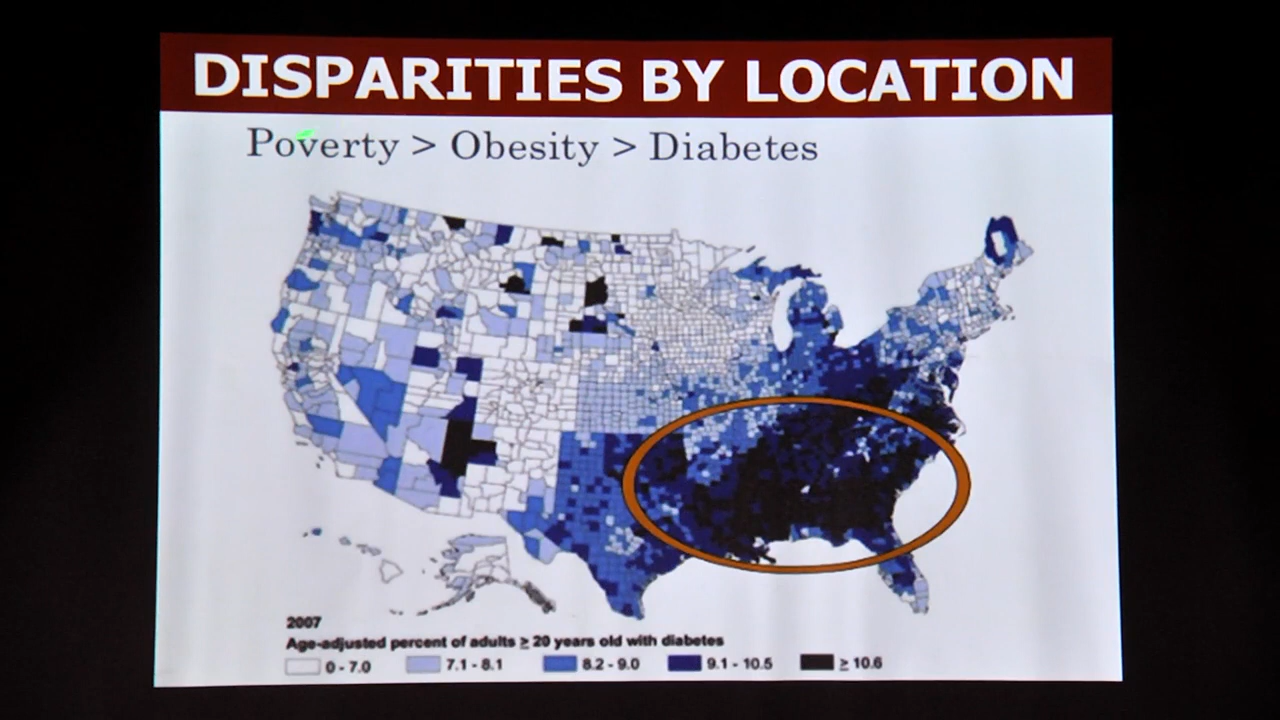 DISPARITIES BY LOCATION
Poverty > Obesity > Diabetes
2007
Age-adjusted percent of adults ≥ 20 years old with diabetes
0 - 7.0 7.1 - 8.1 8.2 - 9.0 9.1 - 10.5 ≥ 10.6